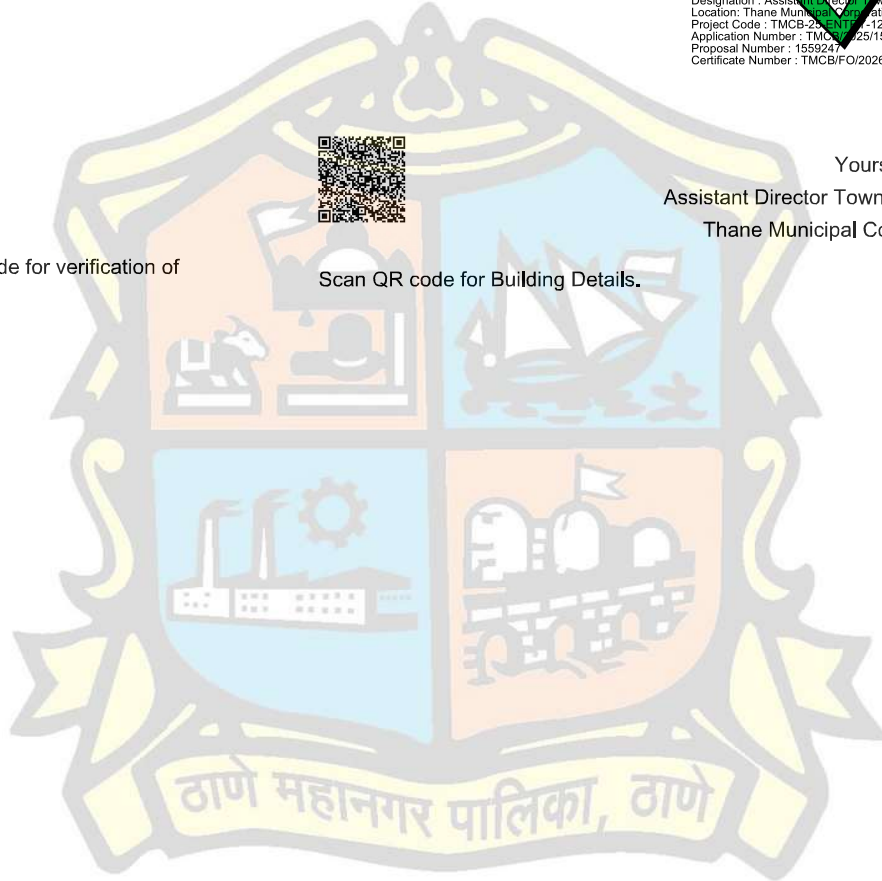 Designation : Assistant Director
Location: Thane Municipal
Project Code : TMCB-25-ENTRY-12
Application Number :
Proposal Number : 1559247
Certificate Number : TMCB/FO/2026
Yours
Assistant Director Town
Thane Municipal Co
de for verification of
Scan QR code for Building Details.
ठाणे महानगर पालिका, ठाणे